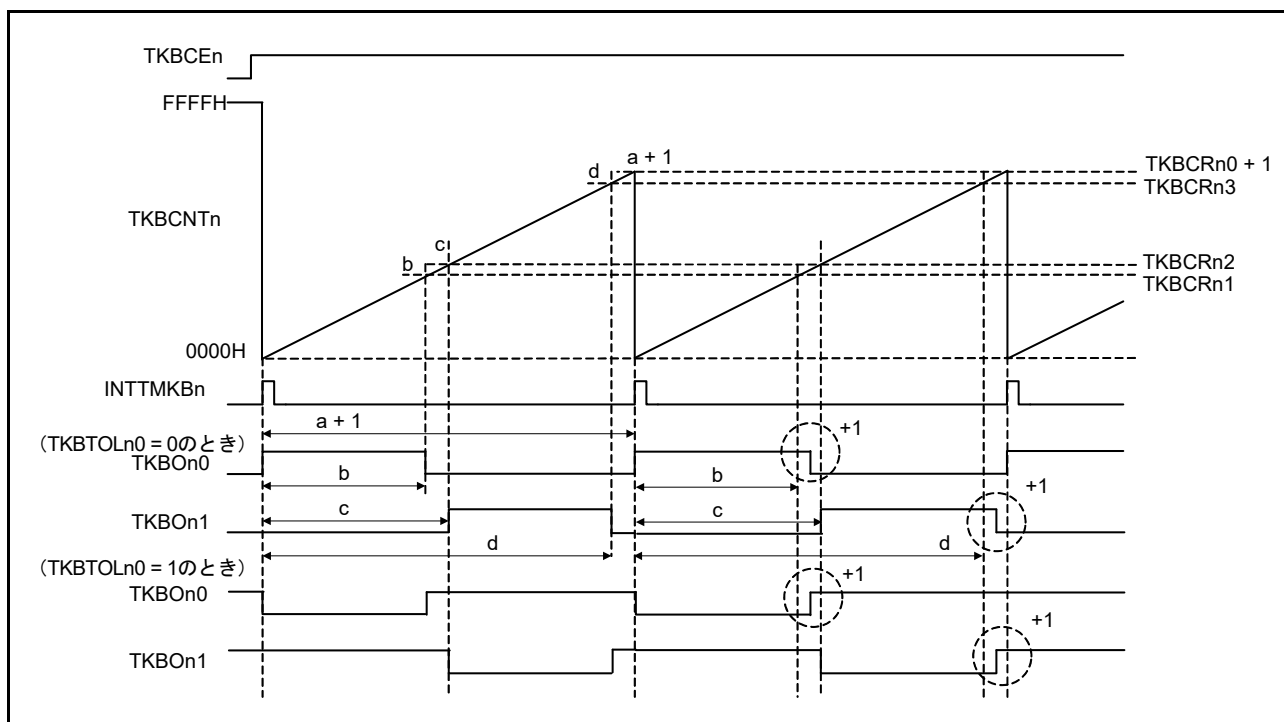 TKBCEn
FFFFH
a + 1
d
TKBCRn0 + 1
TKBCRn3
TKBCNTn
c
b
TKBCRn2
TKBCRn1
0000H
INTTMKBn
a + 1
+1
（TKBTOLn0 = 0のとき）
TKBOn0
b
b
+1
c
c
TKBOn1
d
d
（TKBTOLn0 = 1のとき）
+1
TKBOn0
+1
TKBOn1